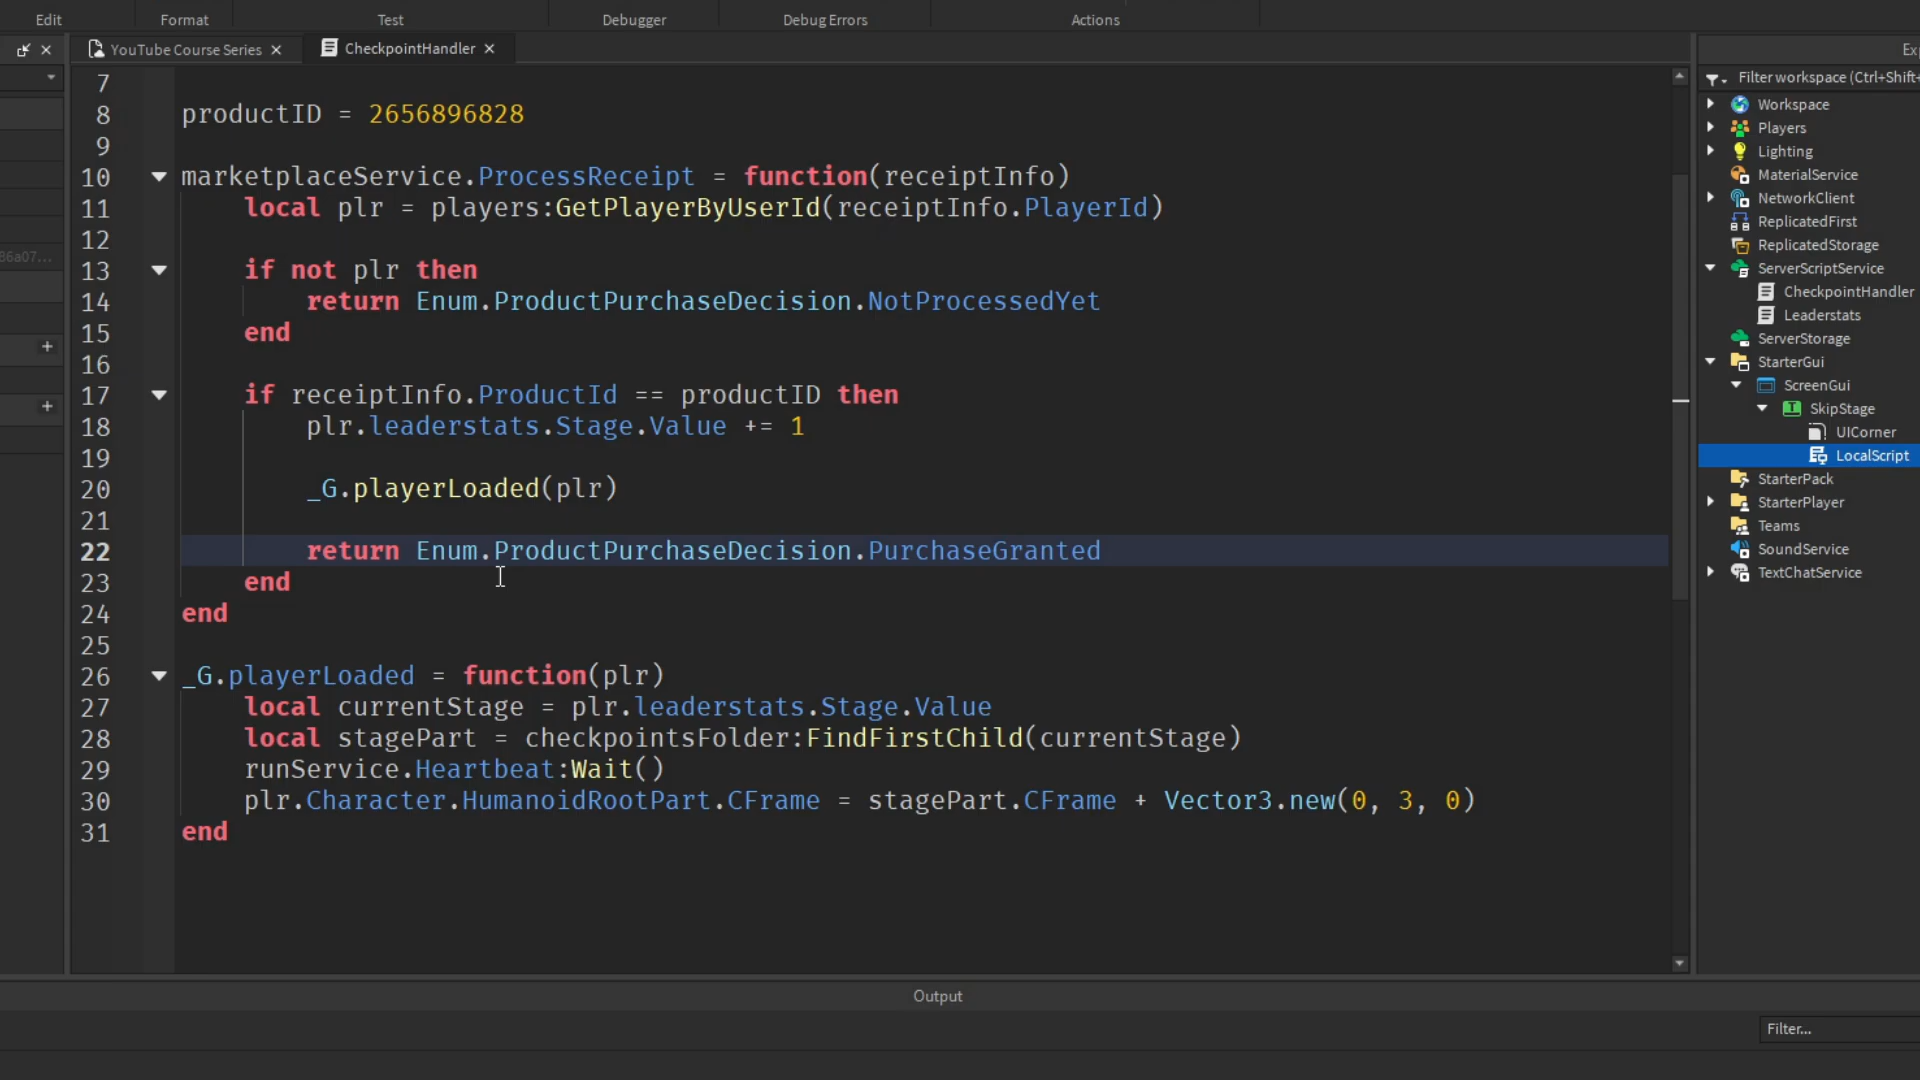 Edit
Format
Test
Debugger
Debug Errors
Actions
YouTube Course Series
CheckpointHandler
7
8 productID = 2656896828
9
10 marketplaceService.ProcessReceipt = function(receiptInfo)
11 local plr = players:GetPlayerByUserId(receiptInfo.PlayerId)
12
13 if not plr then
14 return Enum.ProductPurchaseDecision.NotProcessedYet
15 end
16
17 if receiptInfo.ProductId == productID then
18 plr.leaderstats.Stage.Value += 1
19
20 _G.playerLoaded(plr)
21
22 return Enum.ProductPurchaseDecision.PurchaseGranted
23 end
24 end
25
26 _G.playerLoaded = function(plr)
27 local currentStage = plr.leaderstats.Stage.Value
28 local stagePart = checkpointsFolder:FindFirstChild(currentStage)
29 runService.Heartbeat:Wait()
30 plr.Character.HumanoidRootPart.CFrame = stagePart.CFrame + Vector3.new(0, 3, 0)
31 end
86a07...
Exp
Filter workspace (Ctrl+Shift+
Workspace
Players
Lighting
MaterialService
NetworkClient
ReplicatedFirst
ReplicatedStorage
ServerScriptService
CheckpointHandler
Leaderstats
ServerStorage
StarterGui
ScreenGui
SkipStage
UICorner
LocalScript
StarterPack
StarterPlayer
Teams
SoundService
TextChatService
Output
Filter...